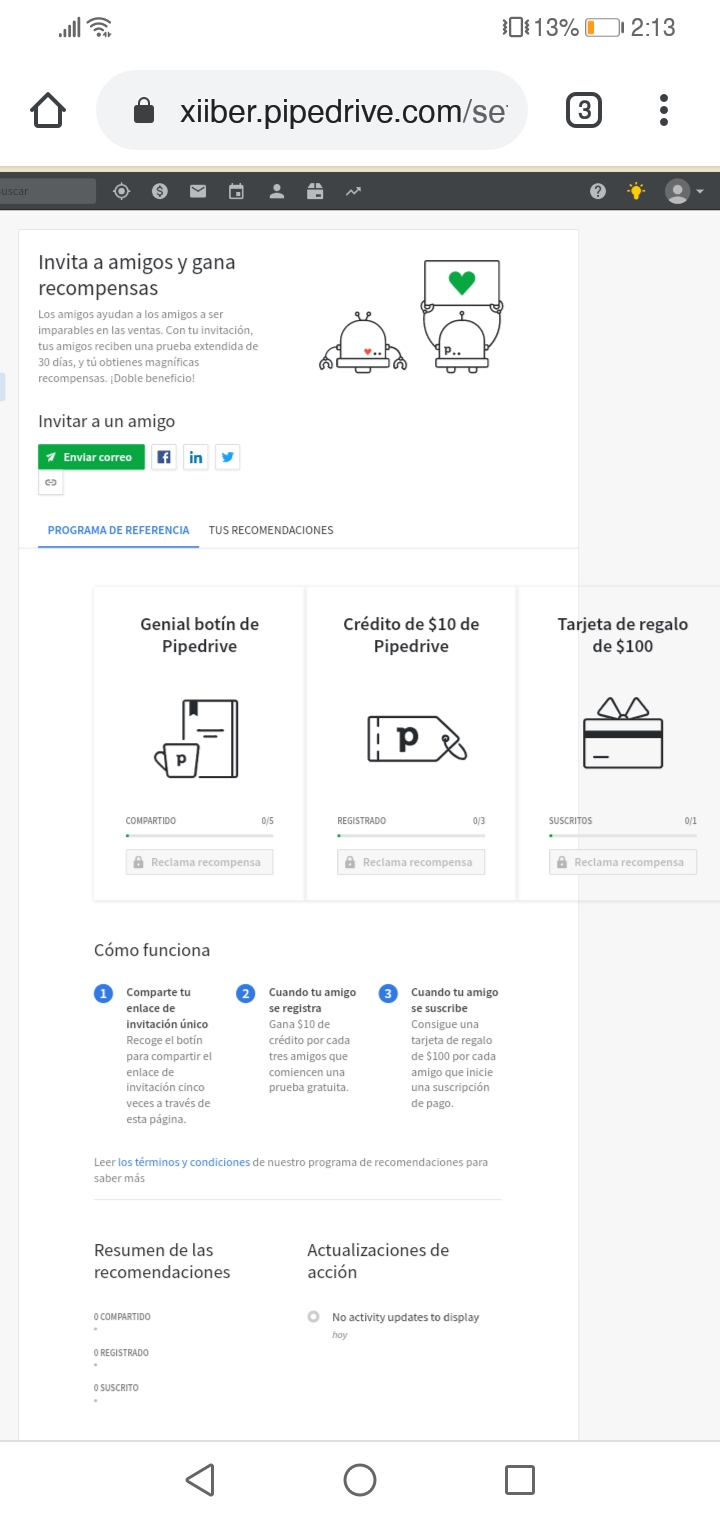 13% 2:13
xiiber.pipedrive.com/se
3
uscar
Invita a amigos y gana
recompensas
Los amigos ayudan a los amigos a ser
imparables en las ventas. Con tu invitación,
tus amigos reciben una prueba extendida de
30 días, y tú obtienes magníficas
recompensas. ¡Doble beneficio!
p..
Invitar a un amigo
Enviar correo
PROGRAMA DE REFERENCIA
TUS RECOMENDACIONES
Genial botín de
Pipedrive
p
COMPARTIDO 0/5
Reclama recompensa
Crédito de $10 de
Pipedrive
p
REGISTRADO 0/3
Reclama recompensa
Tarjeta de regalo
de $100
SUSCRITOS 0/1
Reclama recompensa
Cómo funciona
1
Comparte tu
enlace de
invitación único
Recoge el botín
para compartir el
enlace de
invitación cinco
veces a través de
esta página.
2
Cuando tu amigo
se registra
Gana $10 de
crédito por cada
tres amigos que
comiencen una
prueba gratuita.
3
Cuando tu amigo
se suscribe
Consigue una
tarjeta de regalo
de $100 por cada
amigo que inicie
una suscripción
de pago.
Leer los términos y condiciones de nuestro programa de recomendaciones para
saber más
Resumen de las
recomendaciones
0 COMPARTIDO
0 REGISTRADO
0 SUSCRITO
Actualizaciones de
acción
No activity updates to display
hoy